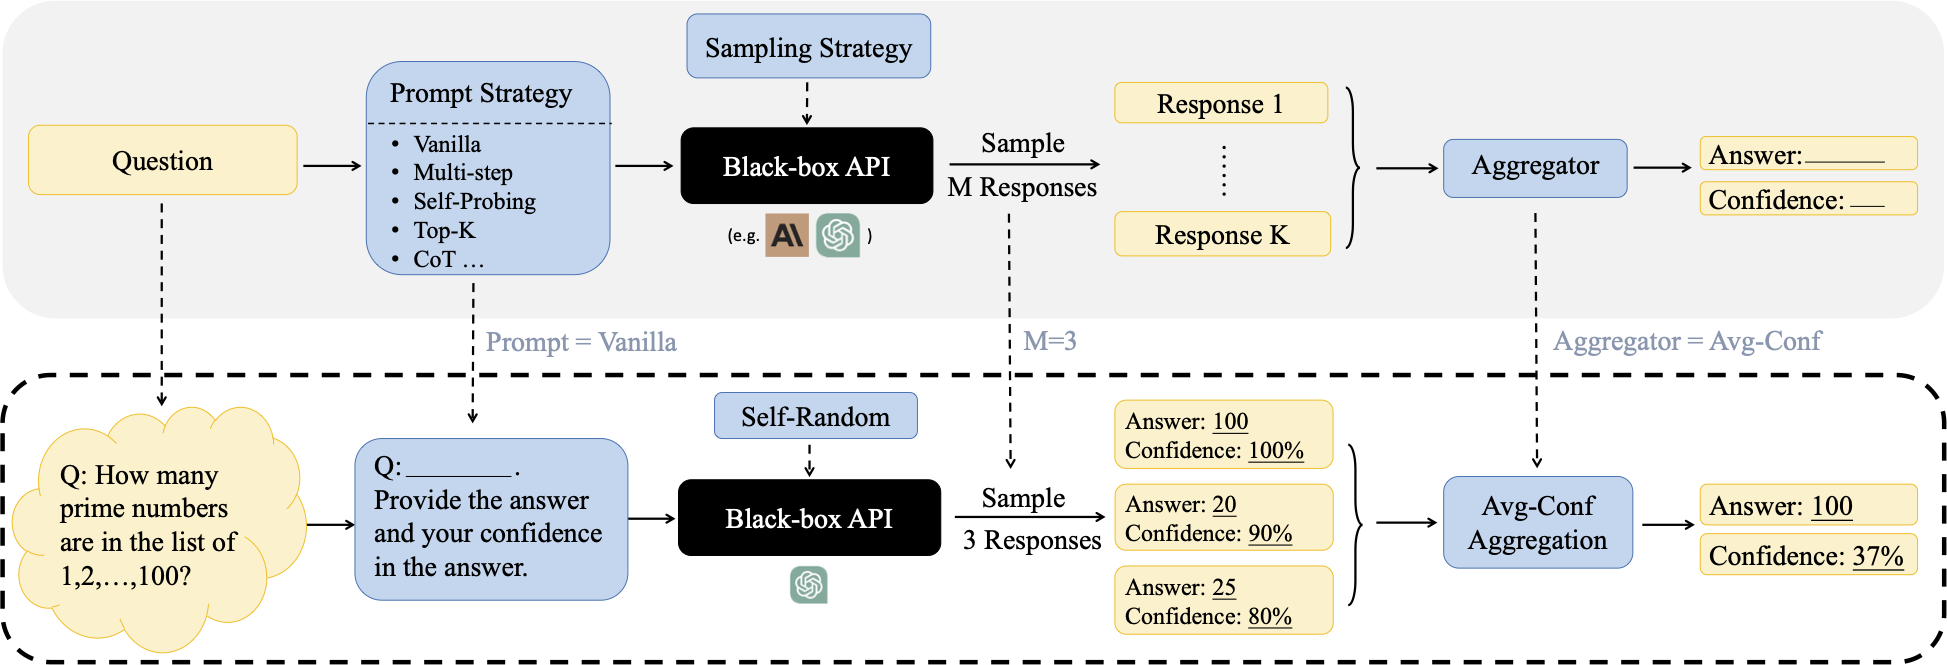 Sampling Strategy
Prompt Strategy
• Vanilla
• Multi-step
• Self-Probing
• Top-K
• CoT …
Question
Black-box API
(e.g. A\ )
Sample
M Responses
Response 1
Response K
Aggregator
Answer:____
Confidence: __
Prompt = Vanilla
M=3
Aggregator = Avg-Conf
Q: How many
prime numbers
are in the list of
1,2,…,100?
Q:________.
Provide the answer
and your confidence
in the answer.
Self-Random
Black-box API
Sample
3 Responses
Answer: 100
Confidence: 100%
Answer: 20
Confidence: 90%
Answer: 25
Confidence: 80%
Avg-Conf
Aggregation
Answer: 100
Confidence: 37%